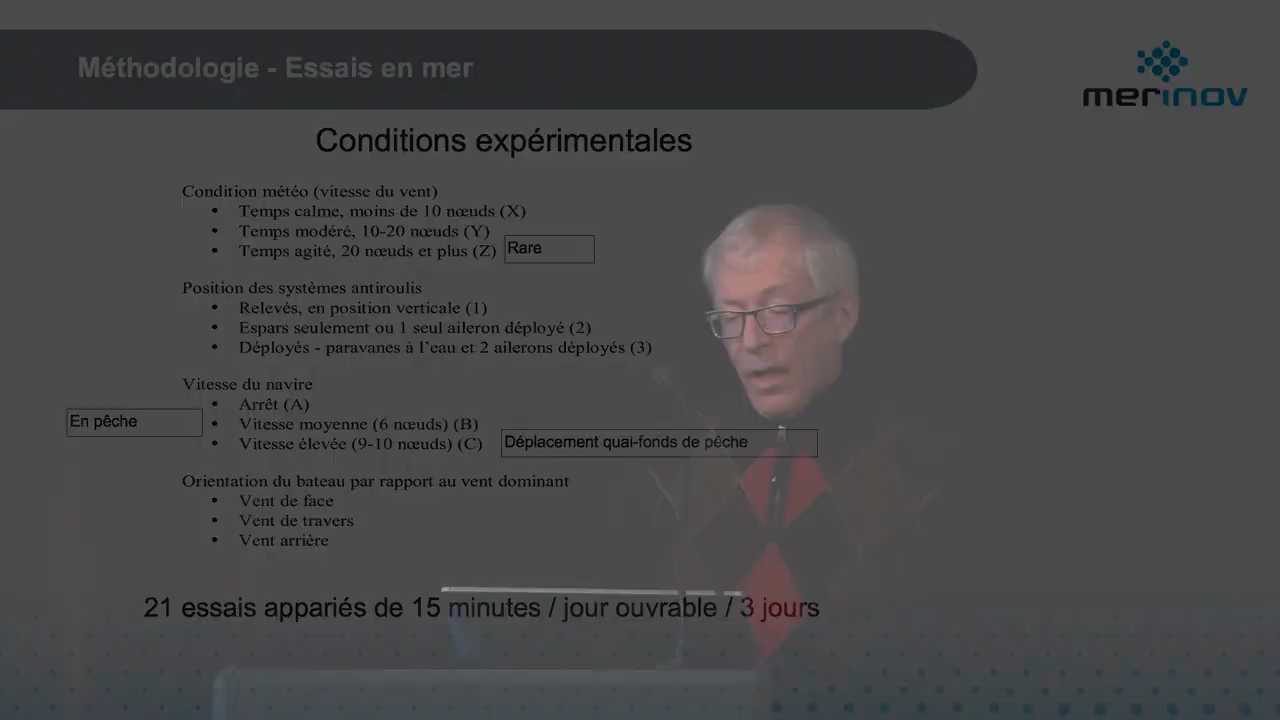 Méthodologie - Essais en mer
merinov
Conditions expérimentales
Condition météo (vitesse du vent)
• Temps calme, moins de 10 nœuds (X)
• Temps modéré, 10-20 nœuds (Y)
• Temps agité, 20 nœuds et plus (Z)
Rare
Position des systèmes antiroulis
• Relevés, en position verticale (1)
• Espars seulement ou 1 seul aileron déployé (2)
• Déployés - paravanes à l'eau et 2 ailerons déployés (3)
Vitesse du navire
• Arrêt (A)
En pêche
• Vitesse moyenne (6 nœuds) (B)
• Vitesse élevée (9-10 nœuds) (C)
Déplacement quai-fonds de pêche
Orientation du bateau par rapport au vent dominant
• Vent de face
• Vent de travers
• Vent arrière
21 essais appariés de 15 minutes / jour ouvrable / 3 jours